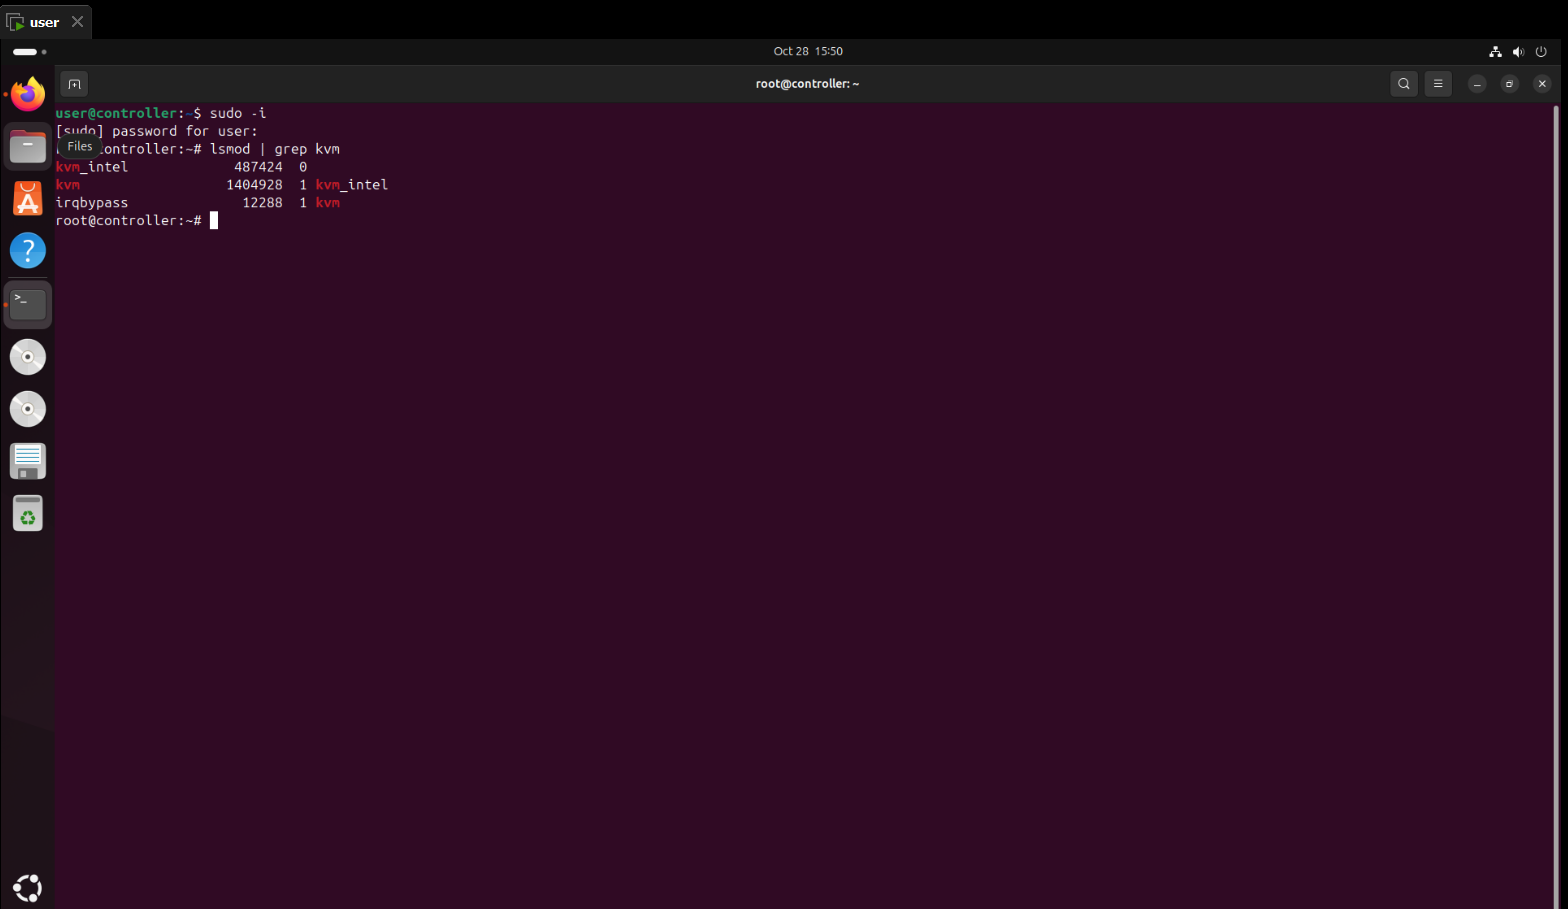 user
Oct 28 15:50
root@controller: ~
user@controller:~$ sudo -i
[sudo] password for user:
Files
controller:~# lsmod | grep kvm
kvm_intel 487424 0
kvm 1404928 1 kvm_intel
irqbypass 12288 1 kvm
root@controller:~#